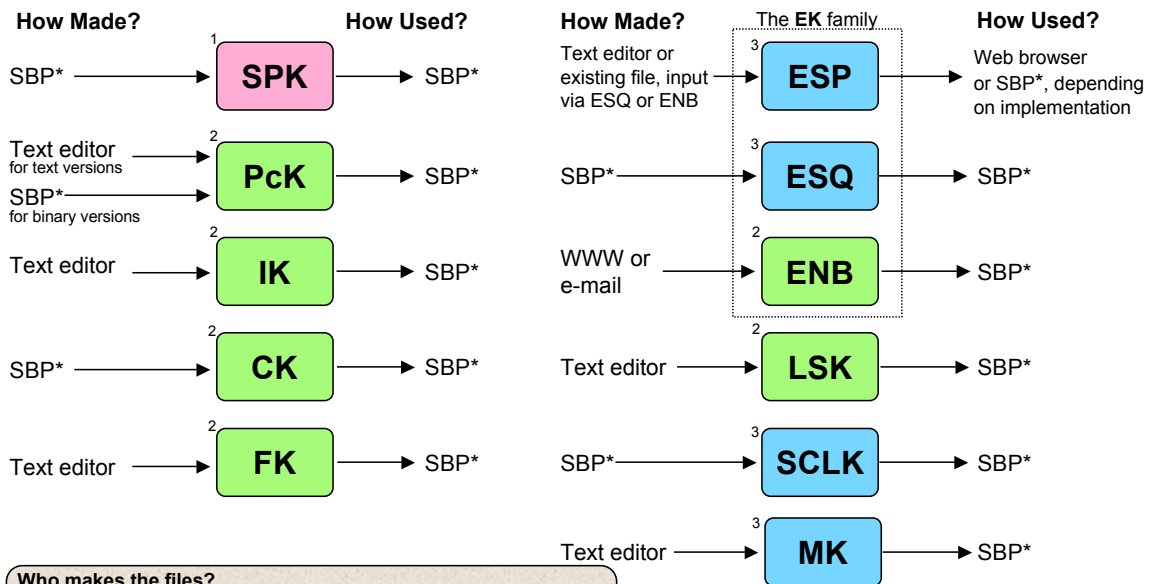 How Made?
How Used?
SBP*
1
SPK
SBP*
Text editor
for text versions
SBP*
for binary versions
2
PcK
SBP*
Text editor
2
IK
SBP*
SBP*
2
CK
SBP*
Text editor
2
FK
SBP*
How Made?
The EK family
How Used?
Text editor or
existing file, input
via ESQ or ENB
3
ESP
Web browser
or SBP*, depending
on implementation
SBP*
3
ESQ
SBP*
WWW or
e-mail
2
ENB
SBP*
Text editor
2
LSK
SBP*
SBP*
3
SCLK
SBP*
Text editor
3
MK
SBP*
Who makes the files?